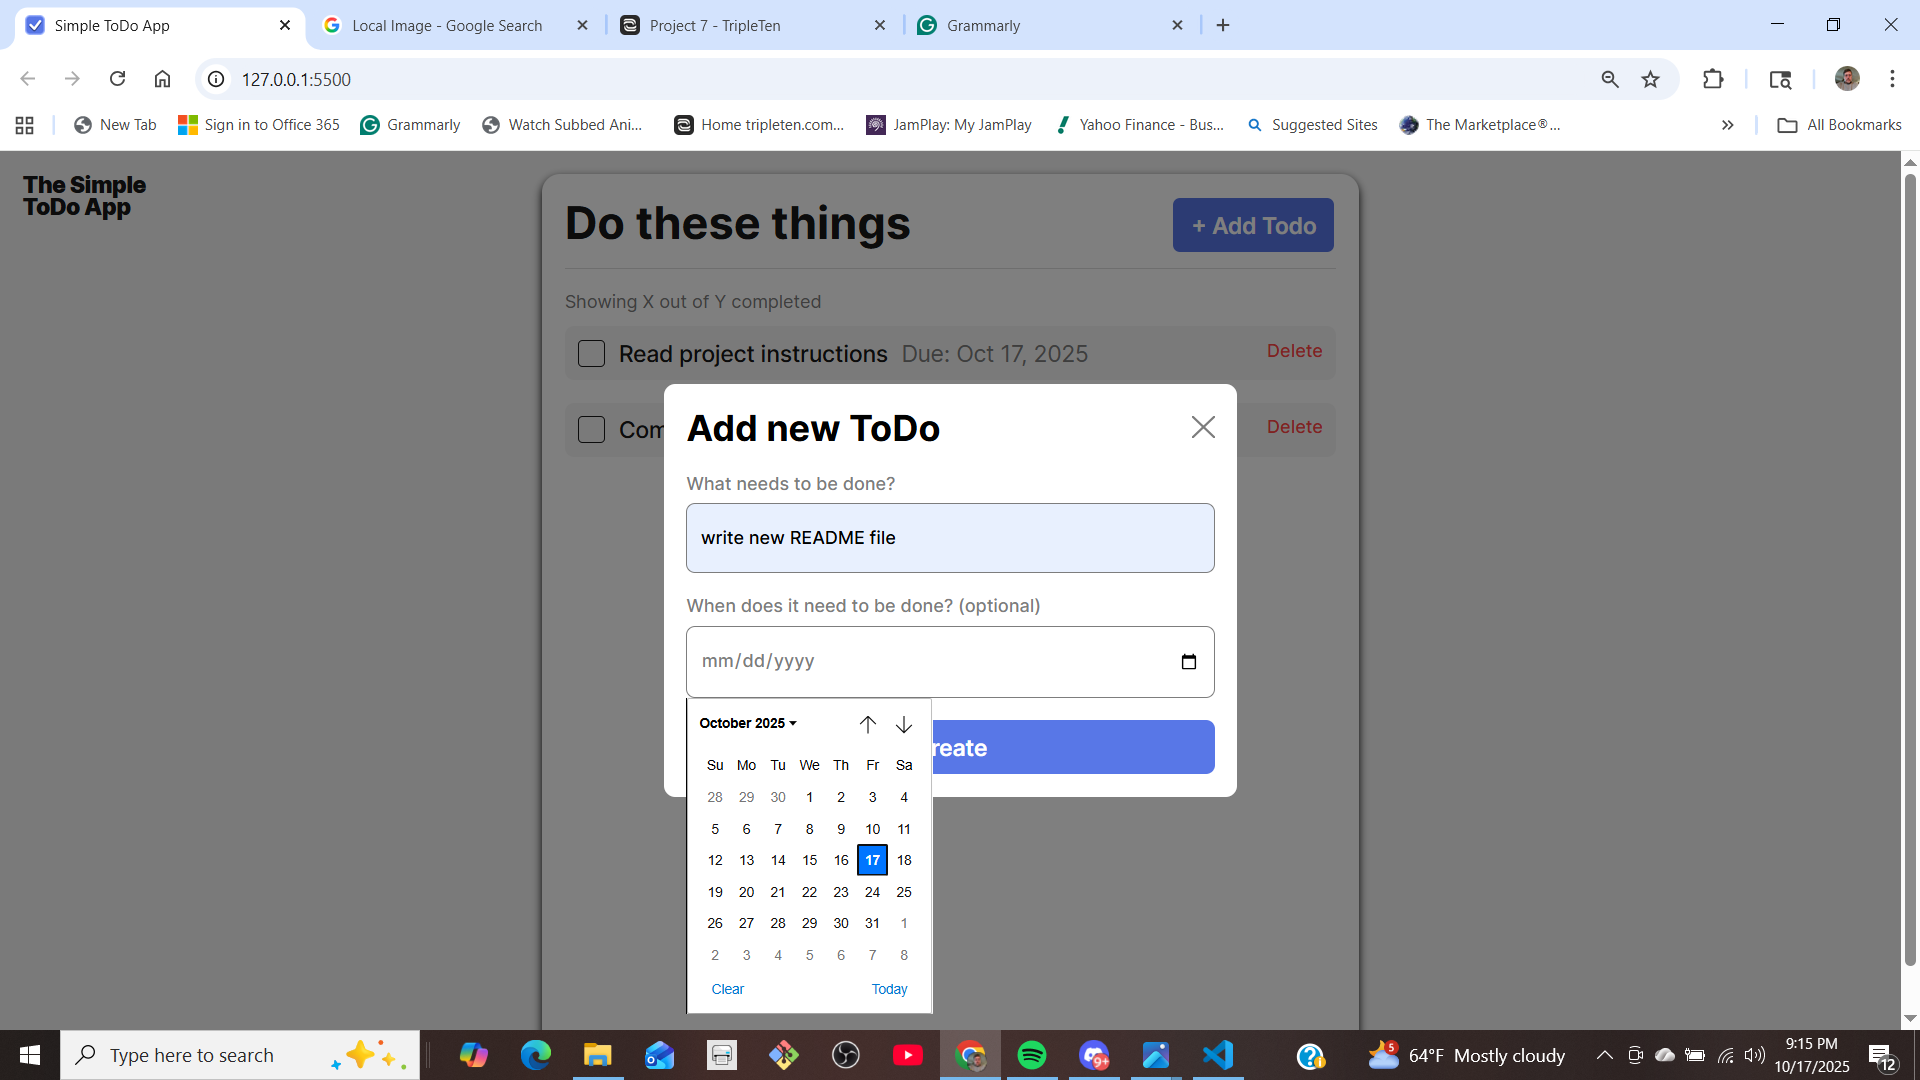 Simple ToDo App
Local Image - Google Search
Project 7 - TripleTen
Grammarly
127.0.0.1:5500
New Tab
Sign in to Office 365
Grammarly
Watch Subbed Ani...
Home tripleten.com...
JamPlay: My JamPlay
Yahoo Finance - Bus...
Suggested Sites
The Marketplace®...
All Bookmarks
The Simple
ToDo App
Do these things
+ Add Todo
Showing X out of Y completed
Read project instructions Due: Oct 17, 2025
Delete
Com
Delete
Add new ToDo
What needs to be done?
write new README file
When does it need to be done? (optional)
mm/dd/yyyy
reate
October 2025
Su Mo Tu We Th Fr Sa
28 29 30 1 2 3 4
5 6 7 8 9 10 11
12 13 14 15 16 17 18
19 20 21 22 23 24 25
26 27 28 29 30 31 1
2 3 4 5 6 7 8
Clear Today
Type here to search
9+
5
64°F Mostly cloudy
9:15 PM
10/17/2025
12